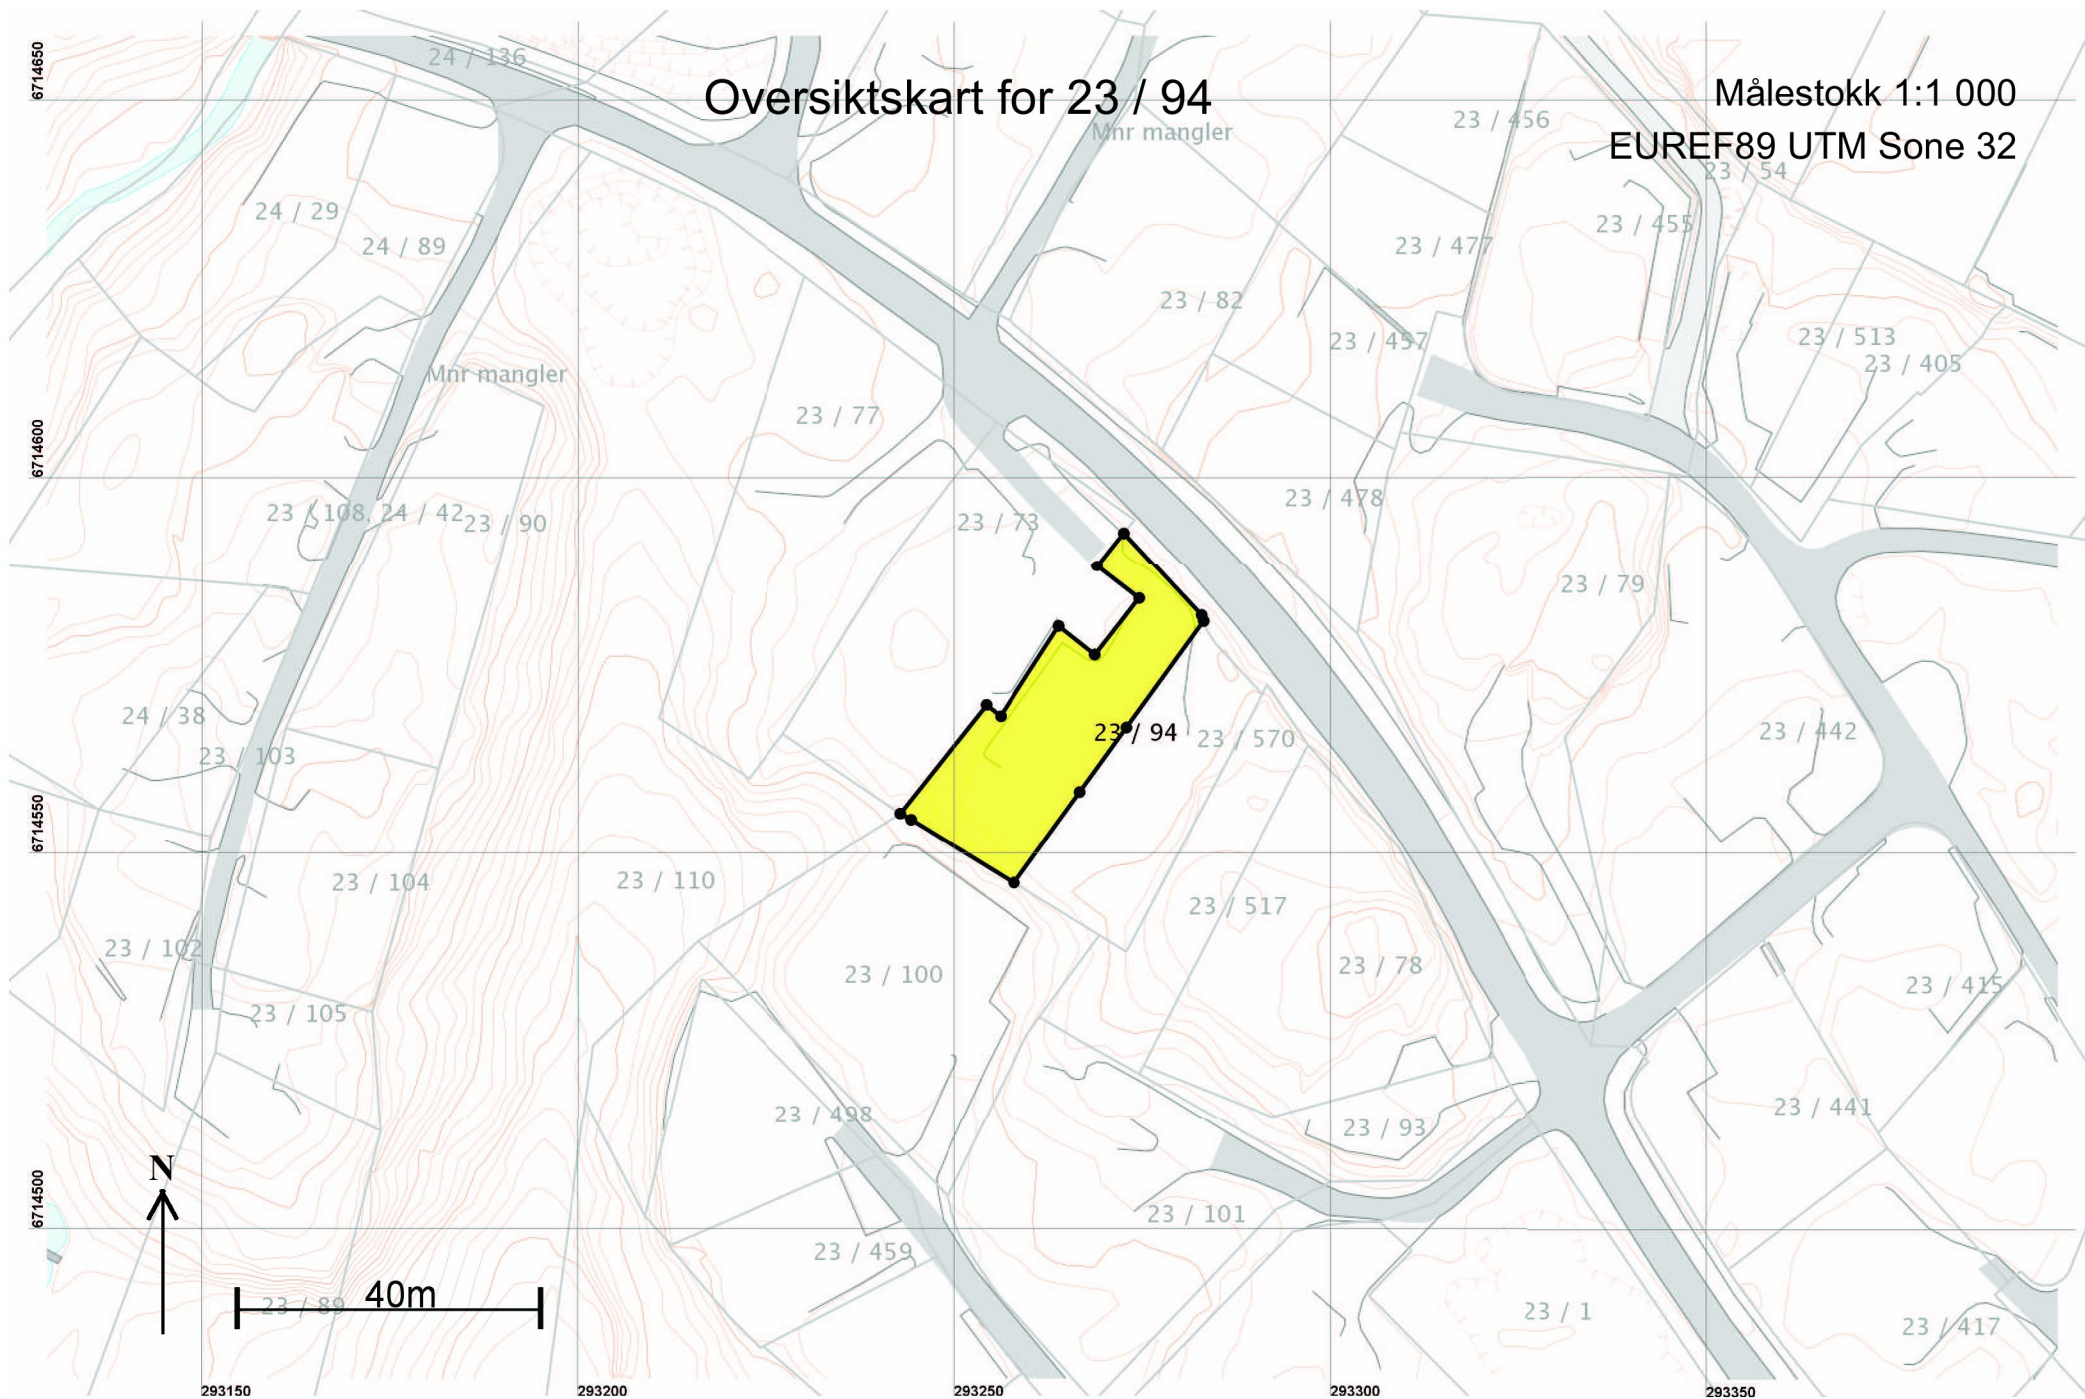 6714650
24 / 136
Oversiktskart for 23 / 94
Målestokk 1:1 000
Mnr mangler
23 / 456
EUREF89 UTM Sone 32
23 / 54
24 / 29
24 / 89
23 / 477
23 / 455
23 / 82
23 / 457
23 / 513
23 / 405
Mnr mangler
23 / 77
6714600
23 / 108, 24 / 42
23 / 90
23 / 73
23 / 478
23 / 79
24 / 38
23 / 103
23 / 94
23 / 570
23 / 442
6714550
23 / 104
23 / 110
23 / 517
23 / 102
23 / 100
23 / 78
23 / 415
23 / 105
23 / 498
23 / 93
23 / 441
N
6714500
23 / 101
23 / 459
23 / 89
40m
23 / 1
23 / 417
293150
293200
293250
293300
293350